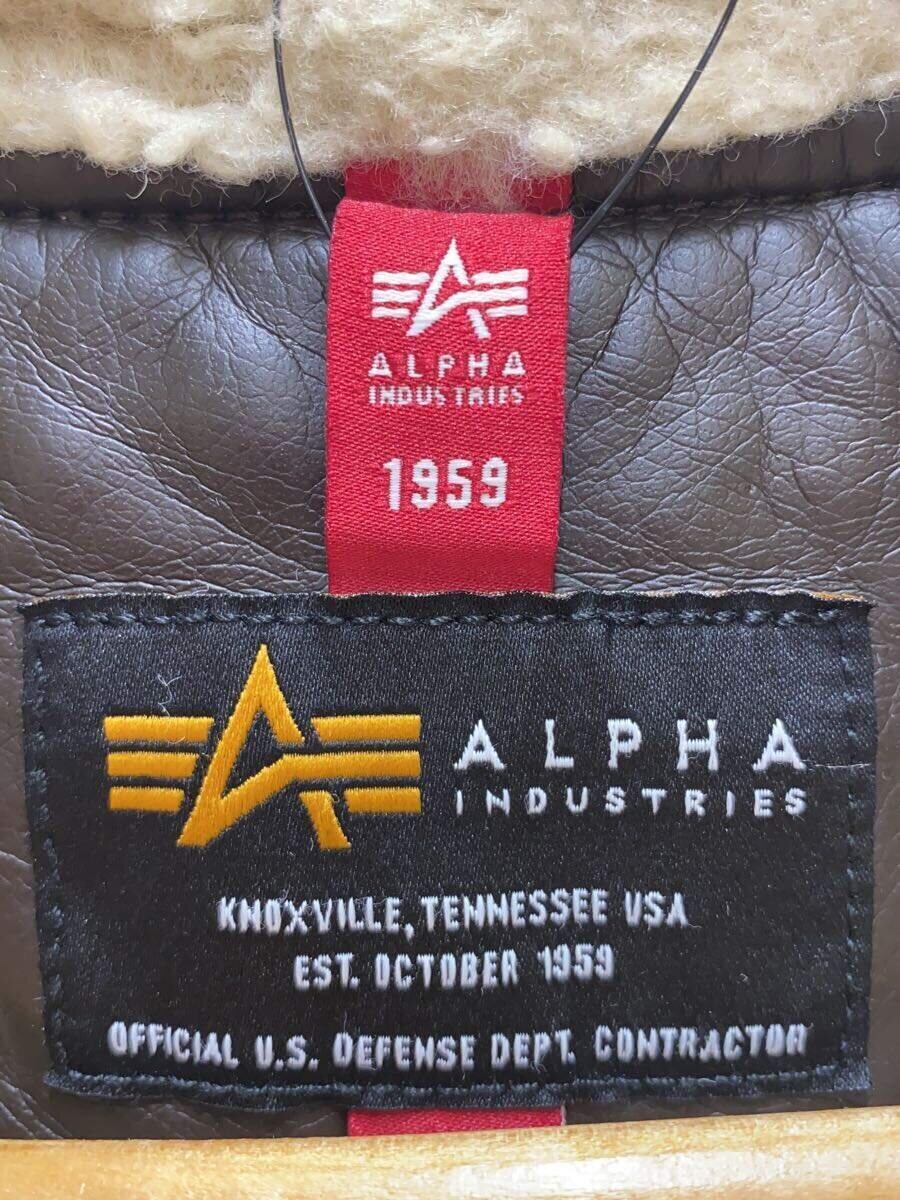 ALPHA
INDUSTRIES
1959
ALPHA
INDUSTRIES
KNOXVILLE, TENNESSEE USA
EST. OCTOBER 1959
OFFICIAL U.S. DEFENSE DEPT. CONTRACTOR